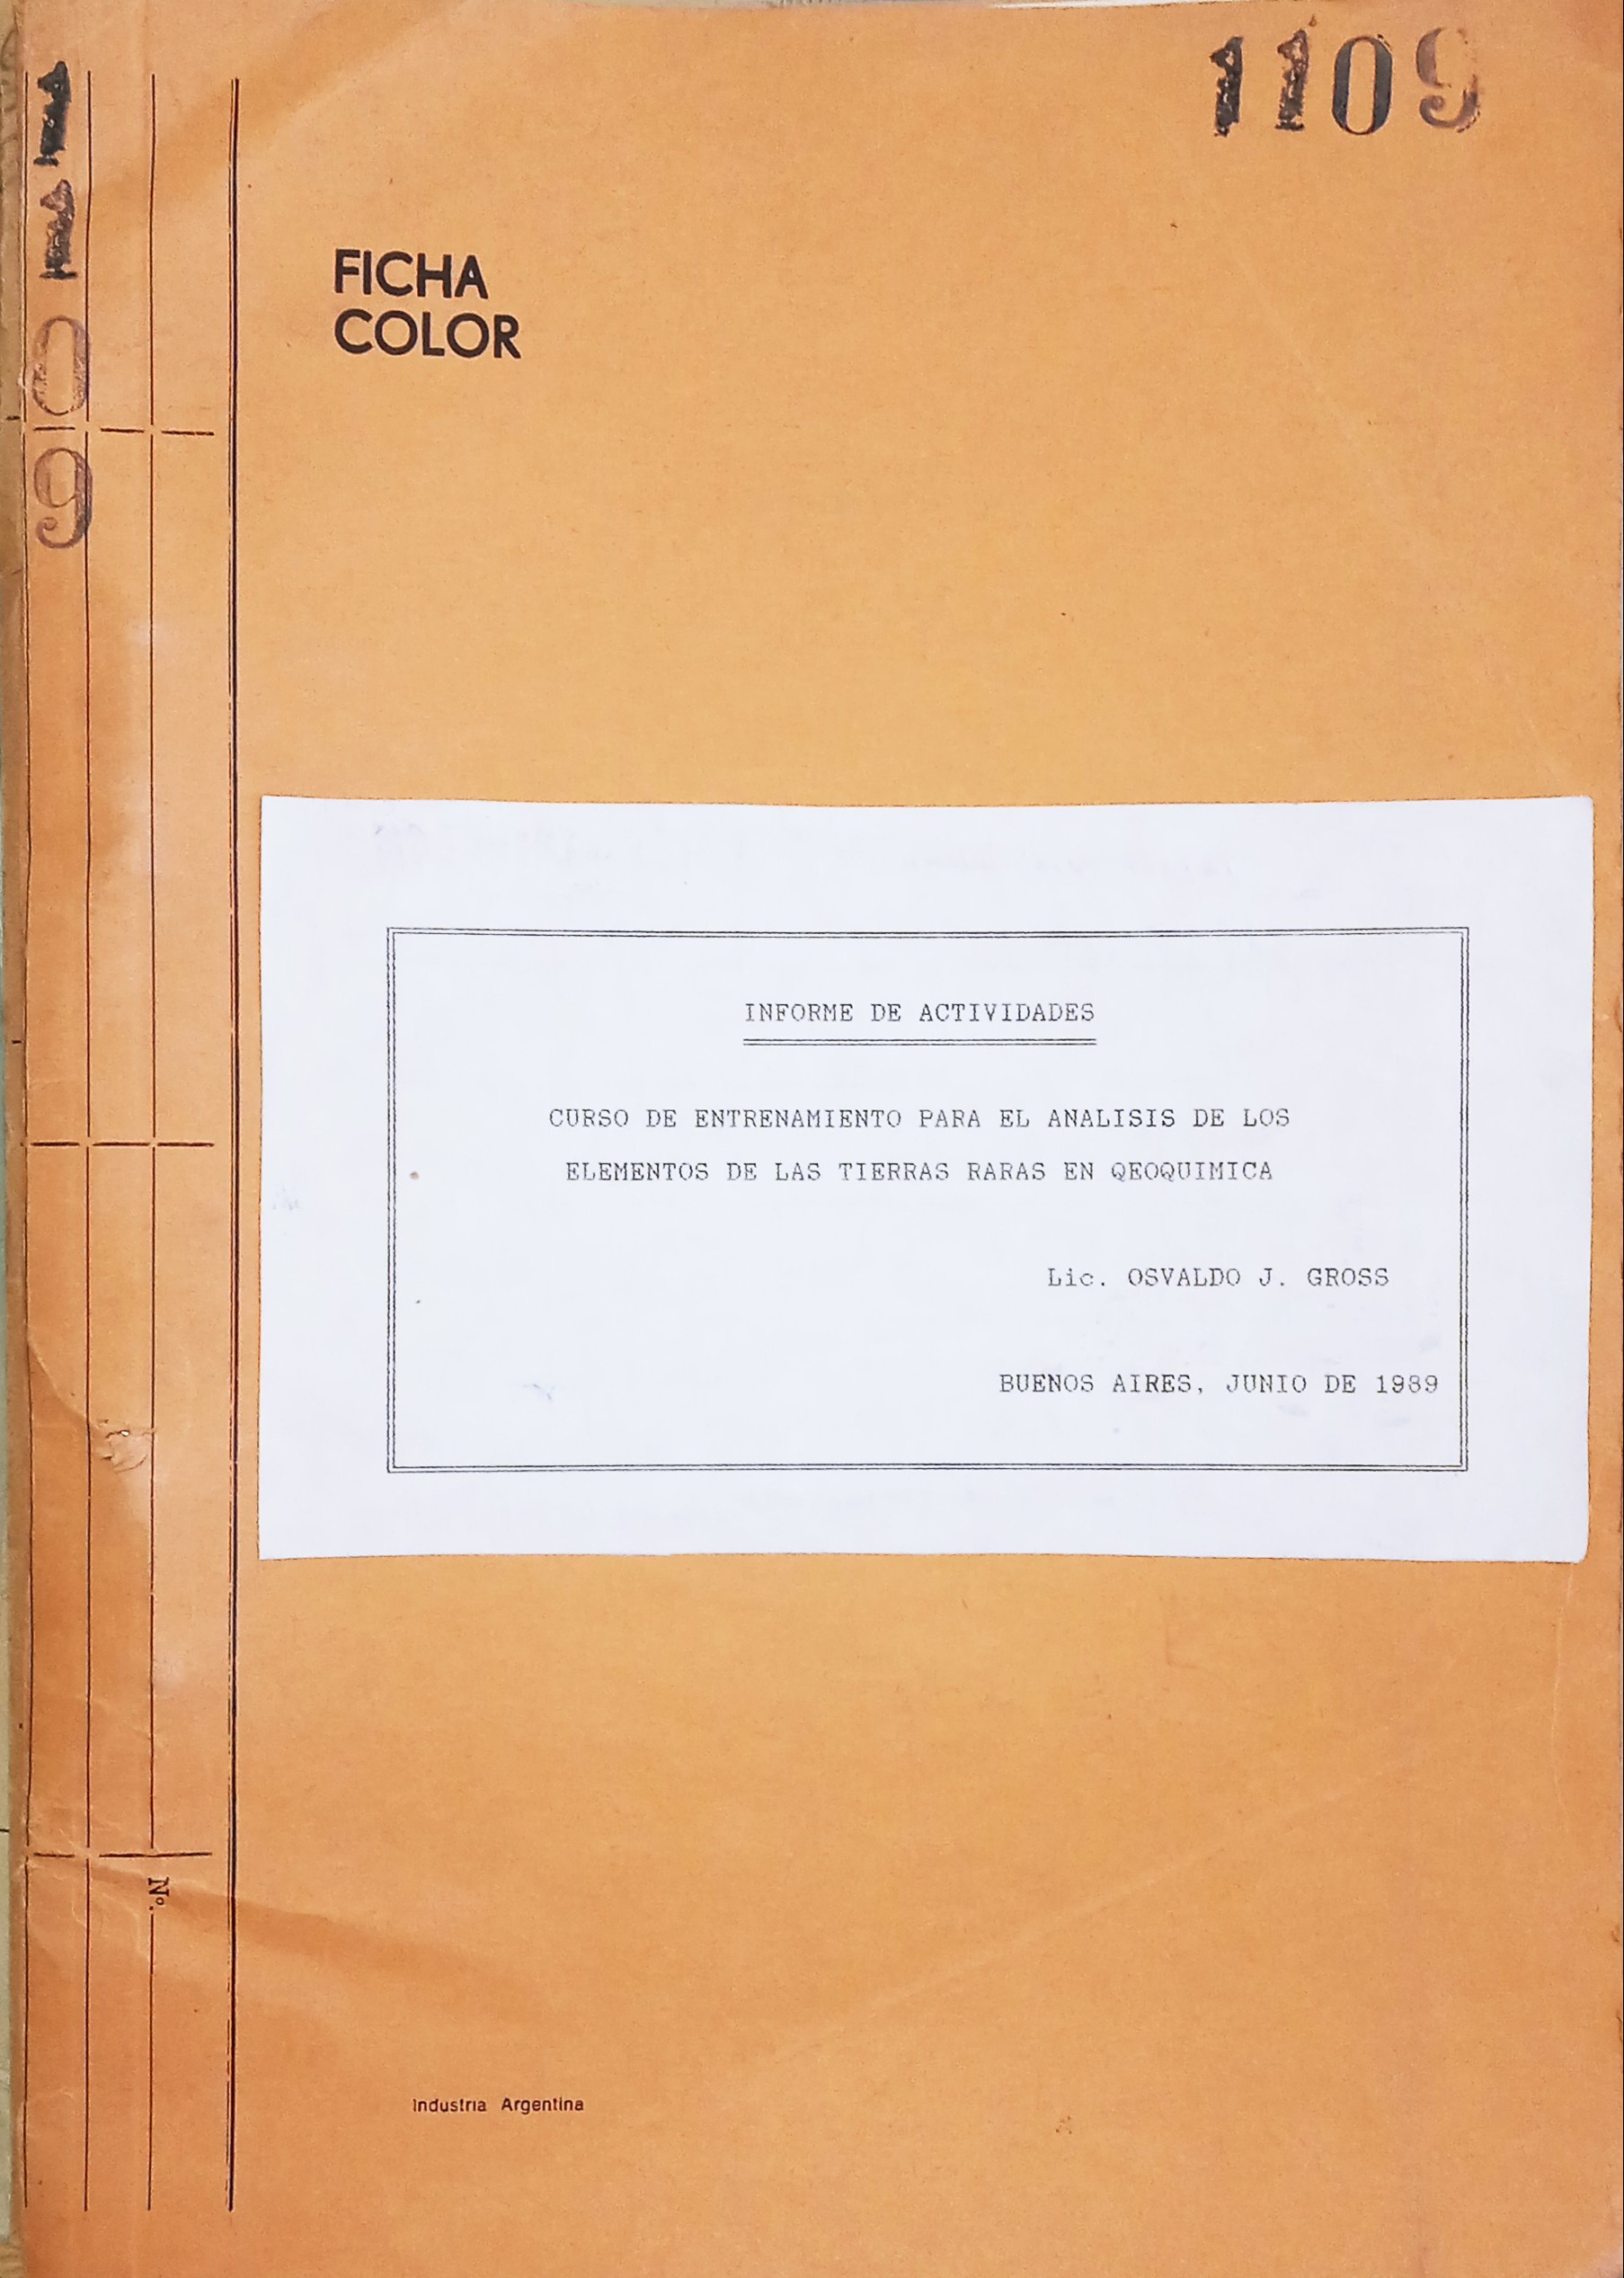 1109
1109
FICHA
COLOR
INFORME DE ACTIVIDADES
CURSO DE ENTRENAMIENTO PARA EL ANALISIS DE LOS
ELEMENTOS DE LAS TIERRAS RARAS EN QEOQUIMICA
Lic. OSVALDO J. GROSS
BUENOS AIRES, JUNIO DE 1989
Nº.
Industria Argentina